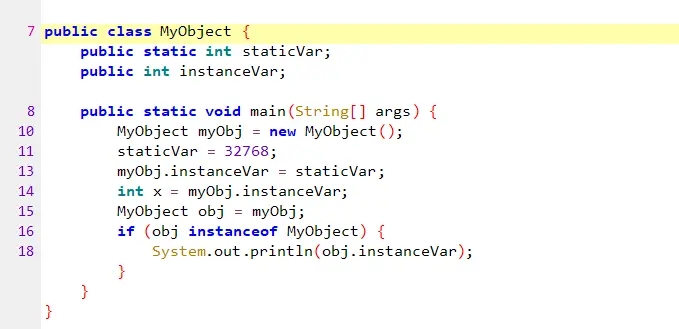 7 public class MyObject {
public static int staticVar;
public int instanceVar;
8 public static void main(String[] args) {
10 MyObject myObj = new MyObject();
11 staticVar = 32768;
13 myObj.instanceVar = staticVar;
14 int x = myObj.instanceVar;
15 MyObject obj = myObj;
16 if (obj instanceof MyObject) {
18 System.out.println(obj.instanceVar);
}
}
}